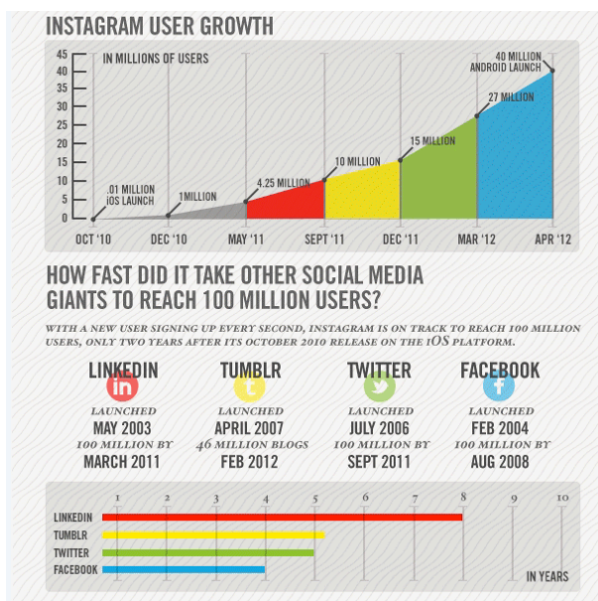 INSTAGRAM USER GROWTH
IN MILLIONS OF USERS
45
40
35
30
25
20
15
10
5
0
.01 MILLION
iOS LAUNCH
1 MILLION
4.25 MILLION
10 MILLION
15 MILLION
27 MILLION
40 MILLION
ANDROID LAUNCH
OCT '10 DEC '10 MAY '11 SEPT '11 DEC '11 MAR '12 APR '12
HOW FAST DID IT TAKE OTHER SOCIAL MEDIA
GIANTS TO REACH 100 MILLION USERS?
WITH A NEW USER SIGNING UP EVERY SECOND, INSTAGRAM IS ON TRACK TO REACH 100 MILLION
USERS, ONLY TWO YEARS AFTER ITS OCTOBER 2010 RELEASE ON THE IOS PLATFORM.
LINKEDIN
in
LAUNCHED
MAY 2003
100 MILLION BY
MARCH 2011
TUMBLR
t
LAUNCHED
APRIL 2007
46 MILLION BLOGS
FEB 2012
TWITTER
LAUNCHED
JULY 2006
100 MILLION BY
SEPT 2011
FACEBOOK
f
LAUNCHED
FEB 2004
100 MILLION BY
AUG 2008
1 2 3 4 5 6 7 8 9 10
LINKEDIN
TUMBLR
TWITTER
FACEBOOK
IN YEARS